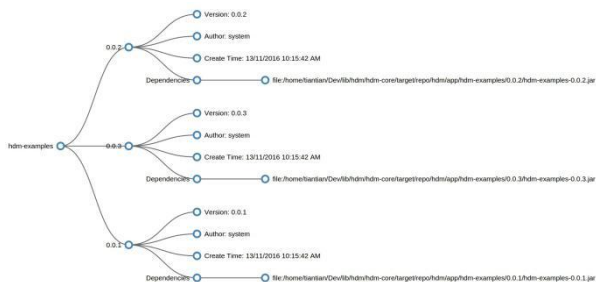 Version: 0.0.2
0.0.2
Author: system
Create Time: 13/11/2016 10:15:42 AM
Dependencies
file:/home/tiantian/Dev/lib/hdm/hdm-core/target/repo/hdm/app/hdm-examples/0.0.2/hdm-examples-0.0.2.jar
Version: 0.0.3
Author: system
hdm-examples
0.0.3
Create Time: 13/11/2016 10:15:42 AM
Dependencies
file:/home/tiantian/Dev/lib/hdm/hdm-core/target/repo/hdm/app/hdm-examples/0.0.3/hdm-examples-0.0.3.jar
Version: 0.0.1
Author: system
0.0.1
Create Time: 13/11/2016 10:15:42 AM
Dependencies
file:/home/tiantian/Dev/lib/hdm/hdm-core/target/repo/hdm/app/hdm-examples/0.0.1/hdm-examples-0.0.1.jar